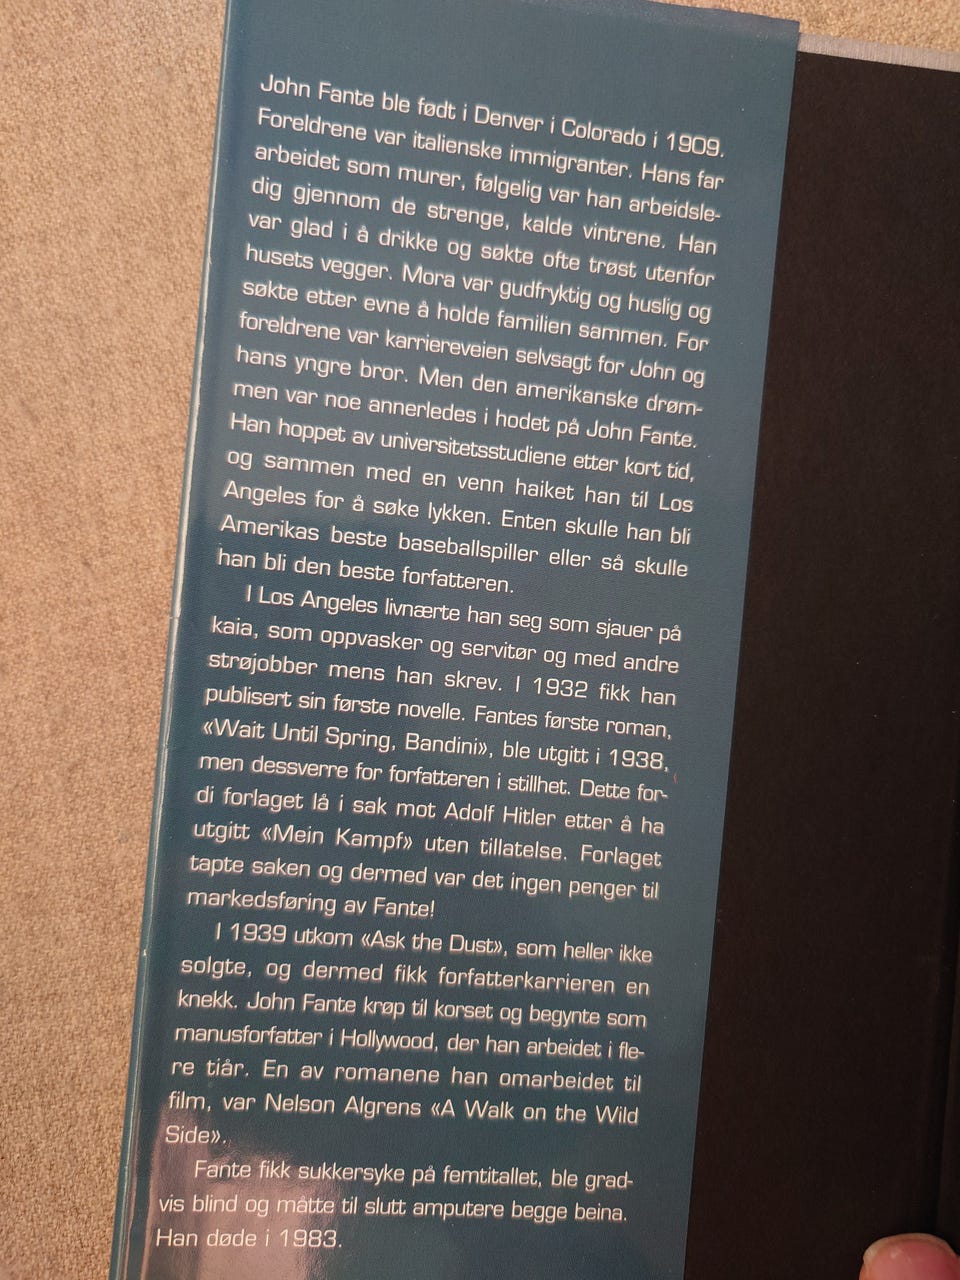 John Fante ble født i Denver i Colorado i 1909.
Foreldrene var italienske immigranter. Hans far
arbeidet som murer, følgelig var han arbeidsle-
dig gjennom de strenge, kalde vintrene. Han
var glad i å drikke og søkte ofte trøst utenfor
husets vegger. Mora var gudfryktig og huslig og
søkte etter evne å holde familien sammen. For
foreldrene var karriereveien selvsagt for John og
hans yngre bror. Men den amerikanske drøm-
men var noe annerledes i hodet på John Fante.
Han hoppet av universitetsstudiene etter kort tid,
og sammen med en venn haiket han til Los
Angeles for å søke lykken. Enten skulle han bli
Amerikas beste baseballspiller eller så skulle
han bli den beste forfatteren.
I Los Angeles livnærte han seg som sjauer på
kaia, som oppvasker og servitør og med andre
strøjobber mens han skrev. I 1932 fikk han
publisert sin første novelle. Fantes første roman,
«Wait Until Spring, Bandini», ble utgitt i 1938,
men dessverre for forfatteren i stillhet. Dette for-
di forlaget lå i sak mot Adolf Hitler etter å ha
utgitt «Mein Kampf» uten tillatelse. Forlaget
tapte saken og dermed var det ingen penger til
markedsføring av Fante!
I 1939 utkom «Ask the Dust», som heller ikke
solgte, og dermed fikk forfatterkarrieren en
knekk. John Fante krøp til korset og begynte som
manusforfatter i Hollywood, der han arbeidet i fle-
re tiår. En av romanene han omarbeidet til
film, var Nelson Algrens «A Walk on the Wild
Side».
Fante fikk sukkersyke på femtitallet, ble grad-
vis blind og måtte til slutt amputere begge beina.
Han døde i 1983.